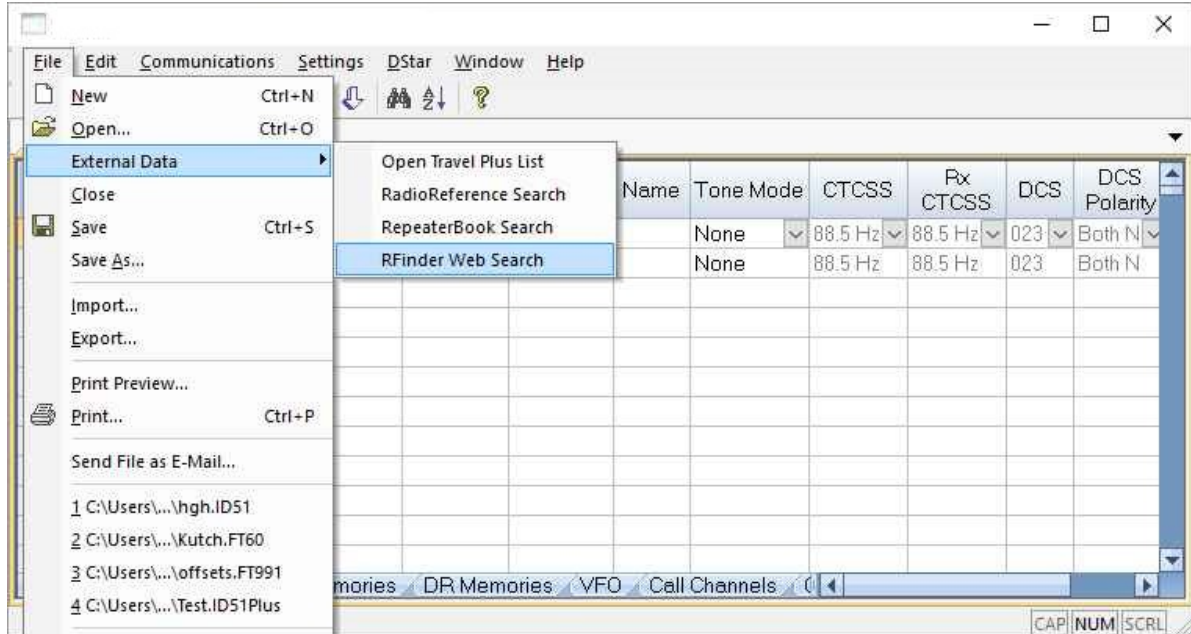 File Edit Communications Settings DStar Window Help
New Ctrl+N
Open... Ctrl+O
External Data
Close
Save Ctrl+S
Save As...
Import...
Export...
Print Preview...
Print... Ctrl+P
Send File as E-Mail...
1 C:\Users\...\hgh.ID51
2 C:\Users\...\Kutch.FT60
3 C:\Users\...\offsets.FT991
4 C:\Users\...\Test.ID51Plus
Open Travel Plus List
RadioReference Search
RepeaterBook Search
RFinder Web Search
Name Tone Mode CTCSS Rx CTCSS DCS DCS Polarity
None 88.5 Hz 88.5 Hz 023 Both N
None 88.5 Hz 88.5 Hz 023 Both N
mories DR Memories VFO Call Channels
CAP NUM SCRL